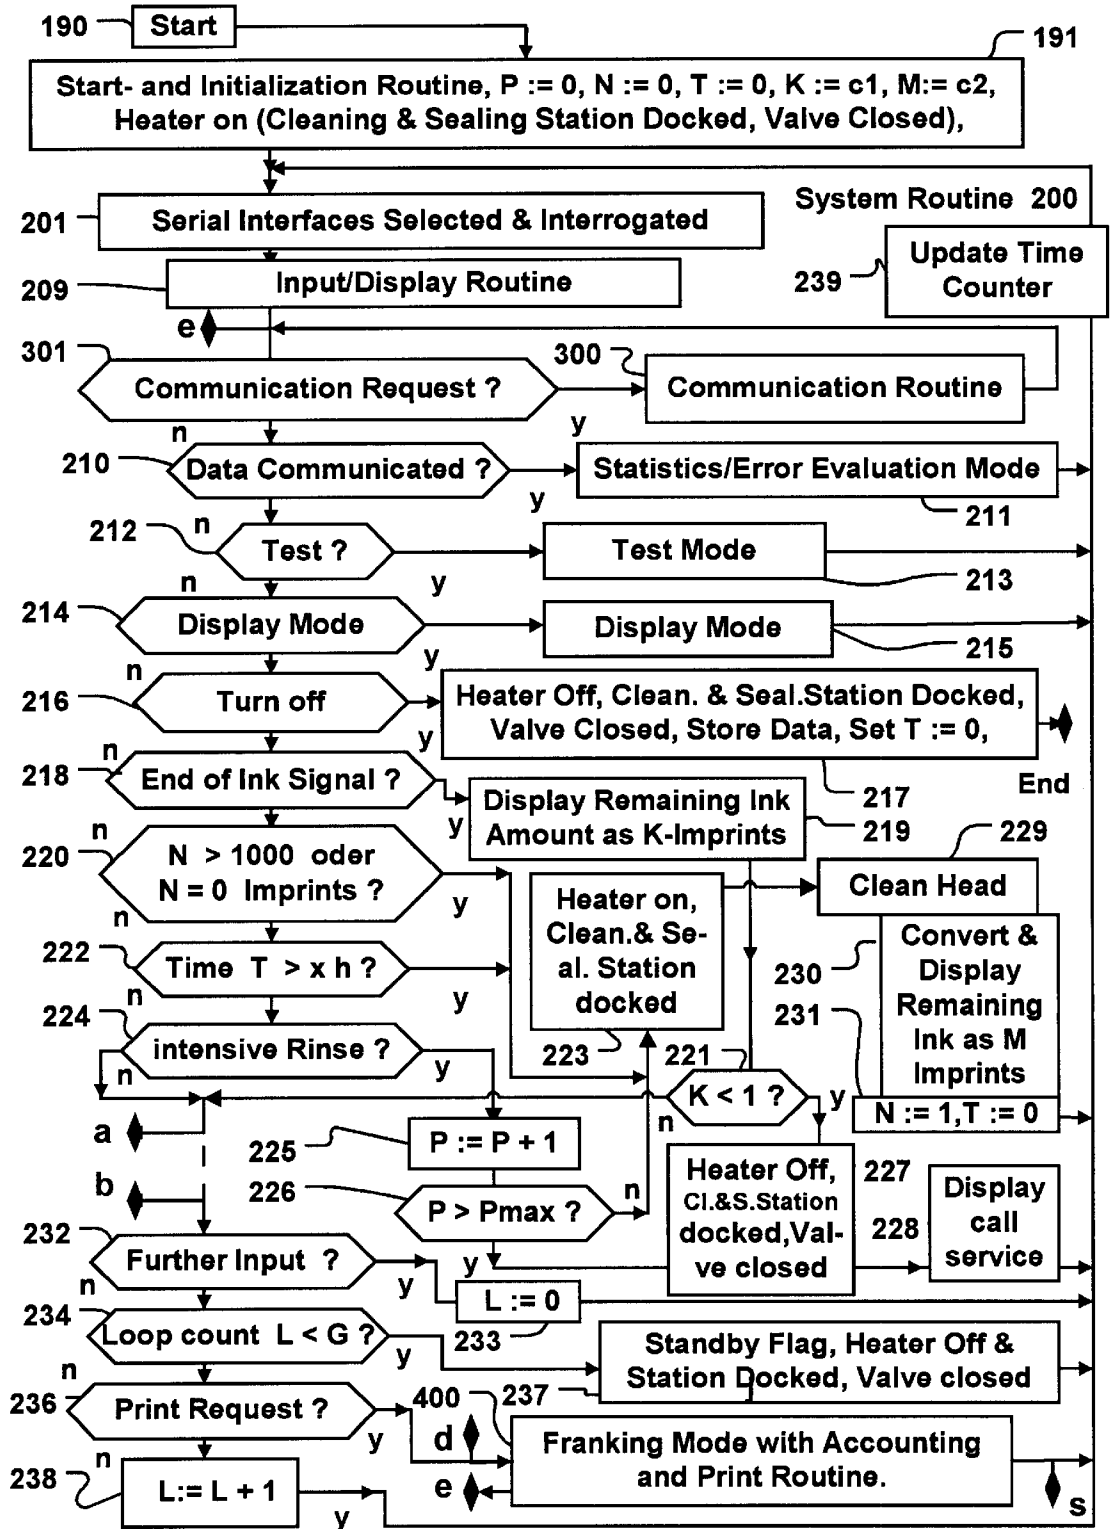 190
Start
191
Start- and Initialization Routine, P := 0, N := 0, T := 0, K := c1, M:= c2,
Heater on (Cleaning & Sealing Station Docked, Valve Closed),
System Routine 200
201
Serial Interfaces Selected & Interrogated
239
Update Time
Counter
209
Input/Display Routine
e
301
Communication Request ?
300
Communication Routine
n
y
210
Data Communicated ?
Statistics/Error Evaluation Mode
211
n
y
212
Test ?
Test Mode
213
n
y
214
Display Mode
Display Mode
215
n
y
216
Turn off
Heater Off, Clean. & Seal.Station Docked,
Valve Closed, Store Data, Set T := 0,
217
End
n
y
218
End of Ink Signal ?
Display Remaining Ink
Amount as K-Imprints
219
n
y
220
N > 1000 oder
N = 0 Imprints ?
229
Clean Head
n
y
Heater on,
Clean.& Se-
al. Station
docked
223
230
Convert &
Display
Remaining
Ink as M
Imprints
222
Time T > x h ?
n
y
231
N := 1,T := 0
224
intensive Rinse ?
n
y
221
K < 1 ?
n
y
a
225
P := P + 1
b
226
P > Pmax ?
n
y
Heater Off,
Cl.&S.Station
docked,Val-
ve closed
227
228
Display
call
service
232
Further Input ?
n
y
L := 0
233
234
Loop count L < G ?
n
y
Standby Flag, Heater Off &
Station Docked, Valve closed
237
236
Print Request ?
n
y
400
d
e
Franking Mode with Accounting
and Print Routine.
s
238
L:= L + 1
y